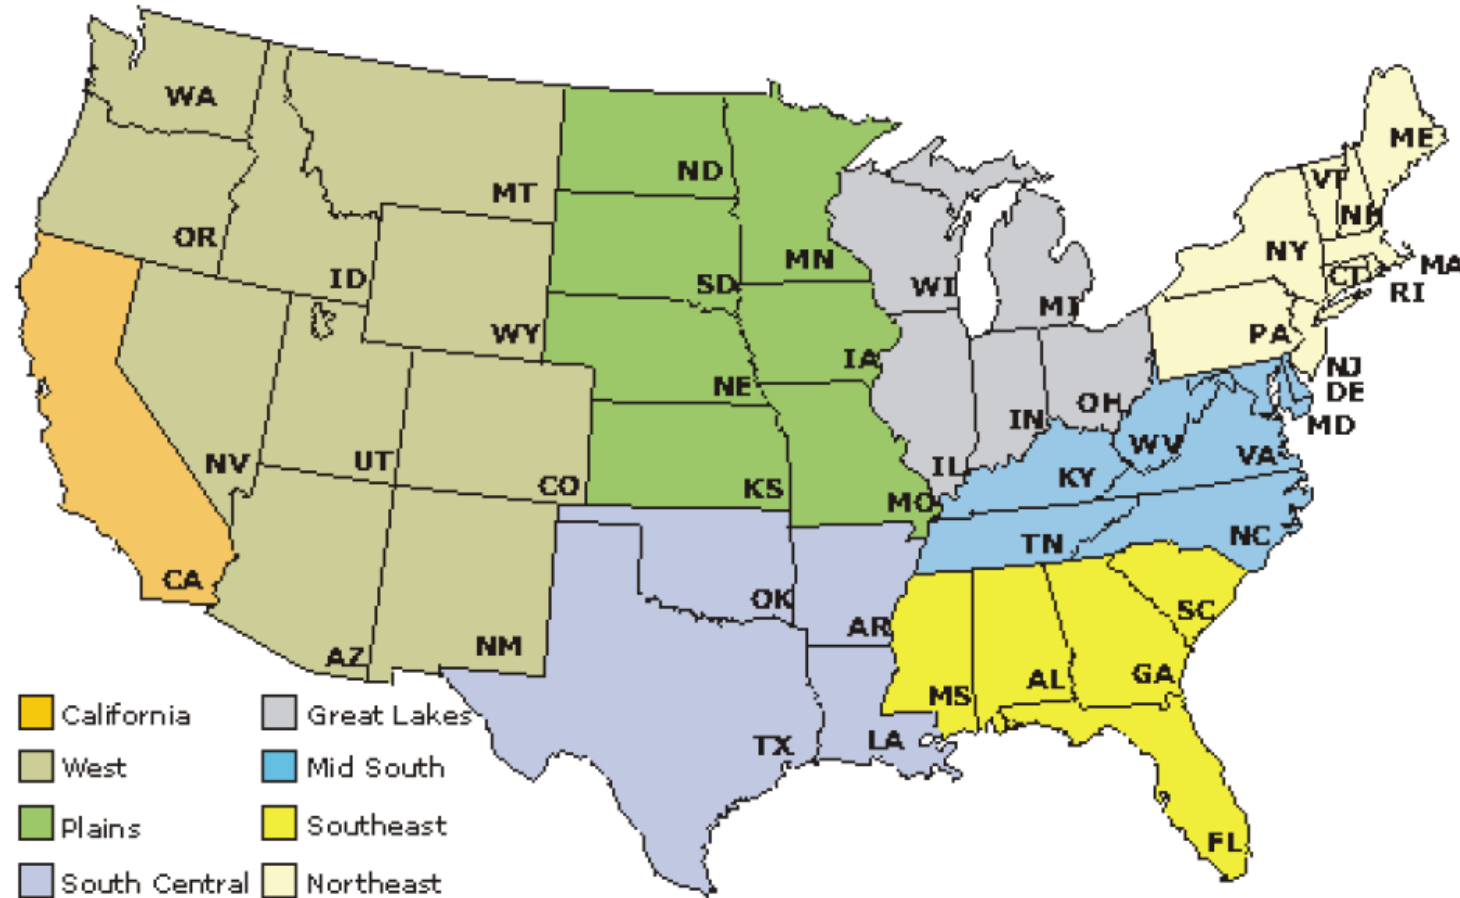 WA
ME
ND
VT
MT
NH
OR
NY
MN
MA
ID
SD
CT
WI
RI
MI
WY
PA
IA
NJ
NE
DE
OH
IN
MD
WV
VA
NV
UT
IL
KY
CO
KS
MO
NC
TN
CA
OK
SC
AR
NM
AZ
GA
AL
MS
TX
LA
FL
California
Great Lakes
West
Mid South
Plains
Southeast
South Central
Northeast